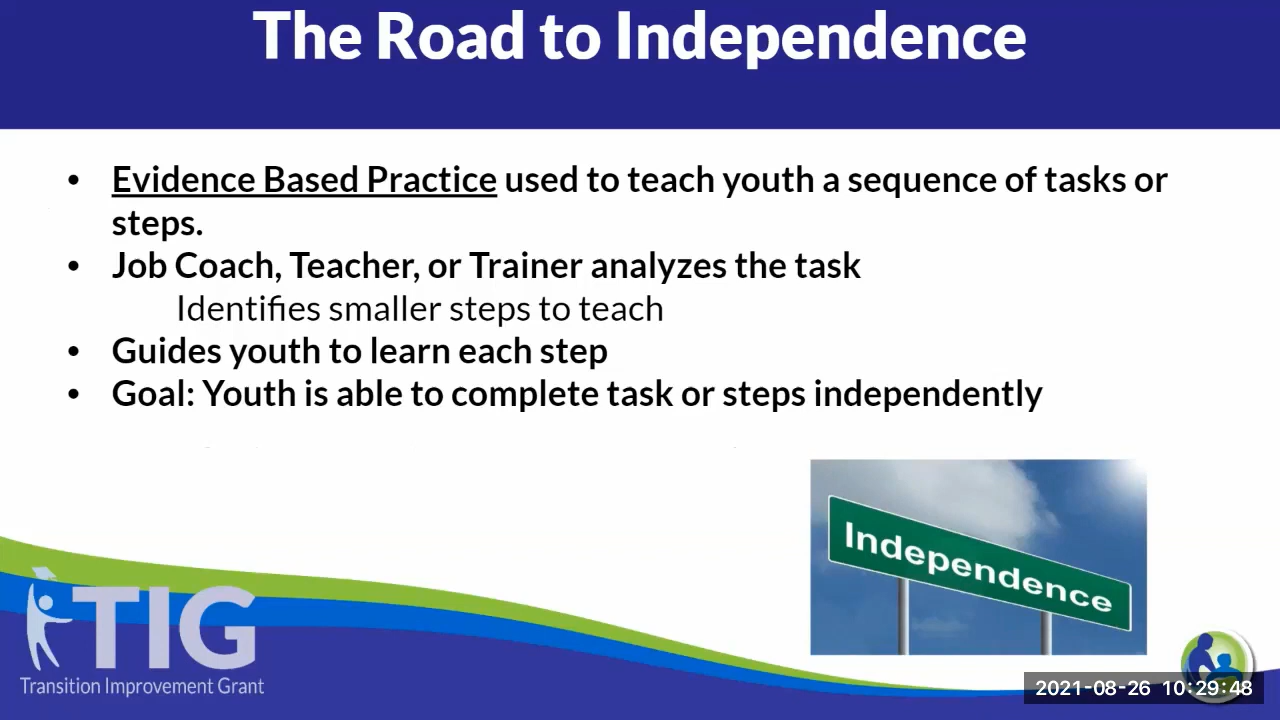 The Road to Independence
• Evidence Based Practice used to teach youth a sequence of tasks or
steps.
• Job Coach, Teacher, or Trainer analyzes the task
Identifies smaller steps to teach
• Guides youth to learn each step
• Goal: Youth is able to complete task or steps independently
Independence
TIG
Transition Improvement Grant
2021-08-26 10:29:48